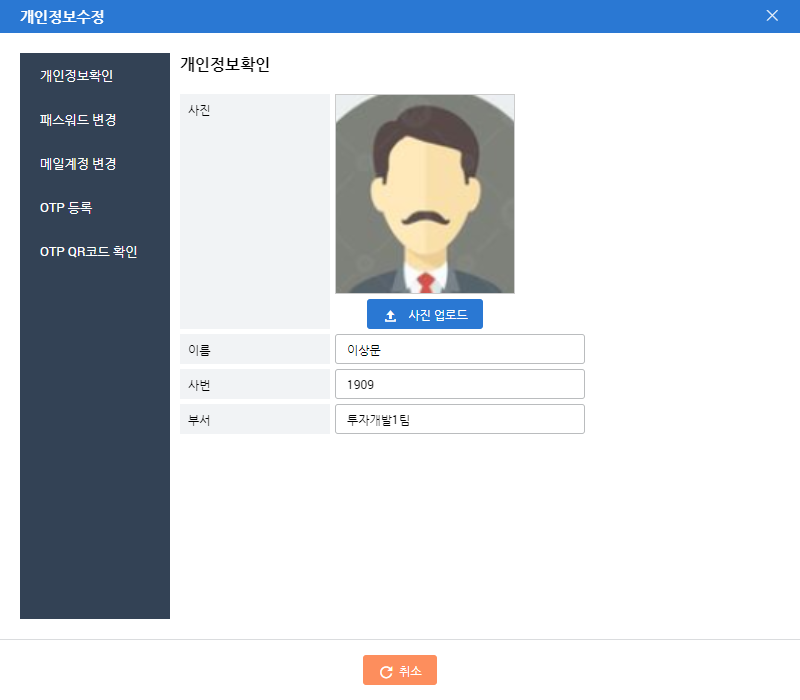 개인정보수정
개인정보확인
패스워드 변경
메일계정 변경
OTP 등록
OTP QR코드 확인
개인정보확인
사진
사진 업로드
이름 이상문
사번 1909
부서 투자개발1팀
취소